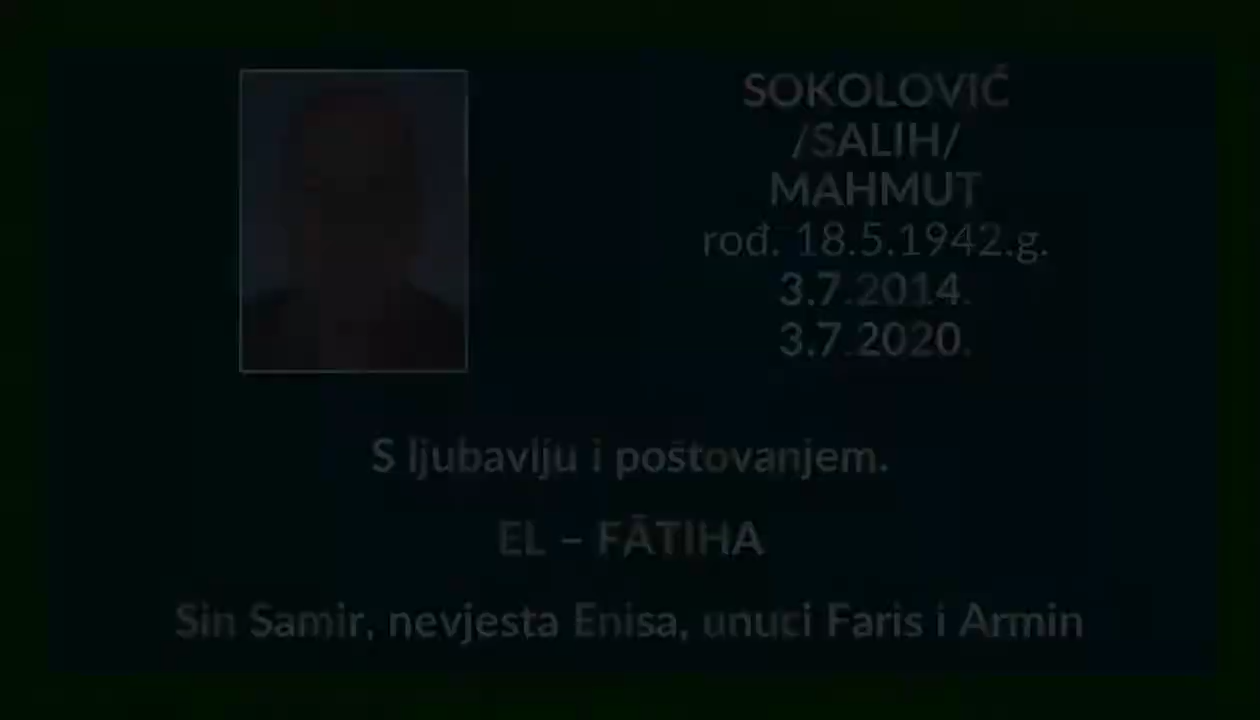 SOKOLOVIĆ
/SALIH/
MAHMUT
rođ. 18.5.1942.g.
3.7.2014.
3.7.2020.
S ljubavlju i poštovanjem.
EL – FĀTIHA
Sin Samir, nevjesta Enisa, unuci Faris i Armin